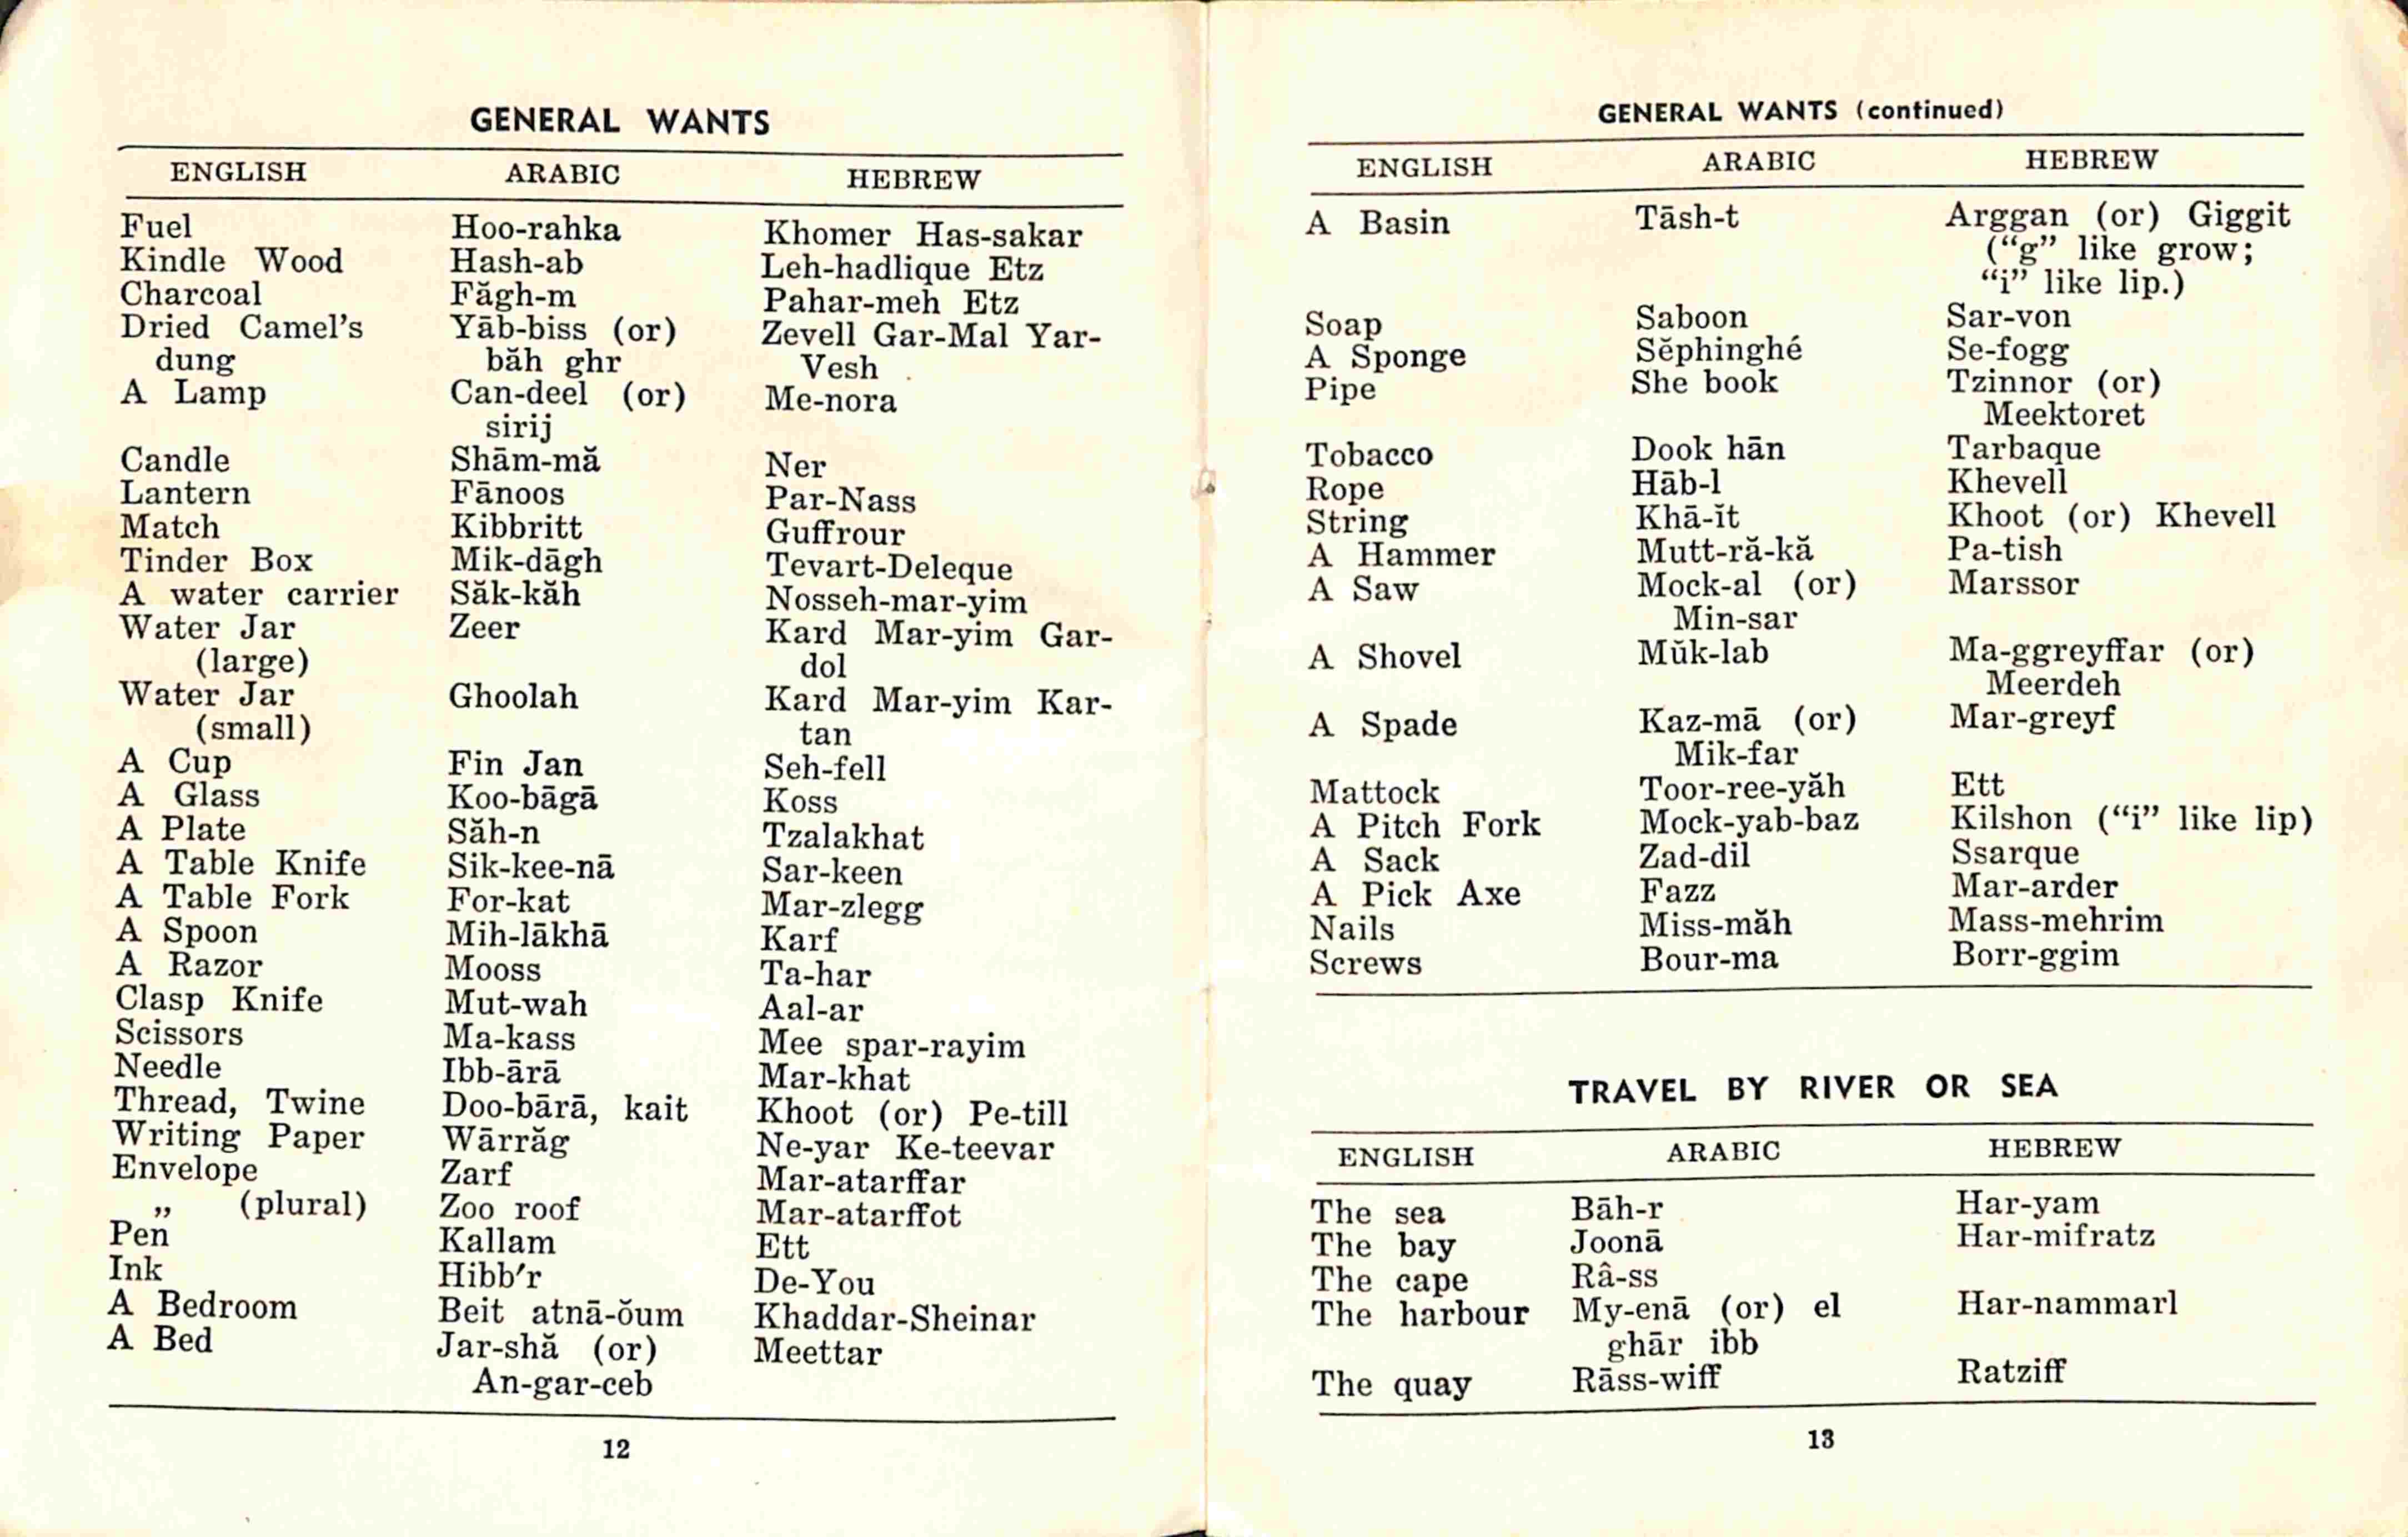 GENERAL WANTS
ENGLISH ARABIC HEBREW
Fuel Hoo-rahka Khomer Has-sakar
Kindle Wood Hash-ab Leh-hadlique Etz
Charcoal Făgh-m Pahar-meh Etz
Dried Camel's Yāb-biss (or) Zevell Gar-Mal Yar-
dung băh ghr Vesh
A Lamp Can-deel (or) Me-nora
sirij
Candle Shām-mă Ner
Lantern Fānoos Par-Nass
Match Kibbritt Guffrour
Tinder Box Mik-dāgh Tevart-Deleque
A water carrier Săk-kăh Nosseh-mar-yim
Water Jar Zeer Kard Mar-yim Gar-
(large) dol
Water Jar Ghoolah Kard Mar-yim Kar-
(small) tan
A Cup Fin Jan Seh-fell
A Glass Koo-bāgā Koss
A Plate Săh-n Tzalakhat
A Table Knife Sik-kee-nā Sar-keen
A Table Fork For-kat Mar-zlegg
A Spoon Mih-lākhā Karf
A Razor Mooss Ta-har
Clasp Knife Mut-wah Aal-ar
Scissors Ma-kass Mee spar-rayim
Needle Ibb-ārā Mar-khat
Thread, Twine Doo-bārā, kait Khoot (or) Pe-till
Writing Paper Wārrăg Ne-yar Ke-teevar
Envelope Zarf Mar-atarffar
„ (plural) Zoo roof Mar-atarffot
Pen Kallam Ett
Ink Hibb'r De-You
A Bedroom Beit atnā-ŏum Khaddar-Sheinar
A Bed Jar-shă (or) Meettar
An-gar-ceb
12
GENERAL WANTS (continued)
ENGLISH ARABIC HEBREW
A Basin Tāsh-t Arggan (or) Giggit
("g" like grow;
"i" like lip.)
Soap Saboon Sar-von
A Sponge Sĕphinghé Se-fogg
Pipe She book Tzinnor (or)
Meektoret
Tobacco Dook hān Tarbaque
Rope Hāb-l Khevell
String Khā-ĭt Khoot (or) Khevell
A Hammer Mutt-ră-kă Pa-tish
A Saw Mock-al (or) Marssor
Min-sar
A Shovel Mŭk-lab Ma-ggreyffar (or)
Meerdeh
A Spade Kaz-mā (or) Mar-greyf
Mik-far
Mattock Toor-ree-yăh Ett
A Pitch Fork Mock-yab-baz Kilshon ("i" like lip)
A Sack Zad-dil Ssarque
A Pick Axe Fazz Mar-arder
Nails Miss-măh Mass-mehrim
Screws Bour-ma Borr-ggim
TRAVEL BY RIVER OR SEA
ENGLISH ARABIC HEBREW
The sea Bāh-r Har-yam
The bay Joonā Har-mifratz
The cape Râ-ss
The harbour My-enā (or) el Har-nammarl
ghār ibb
The quay Rāss-wiff Ratziff
13